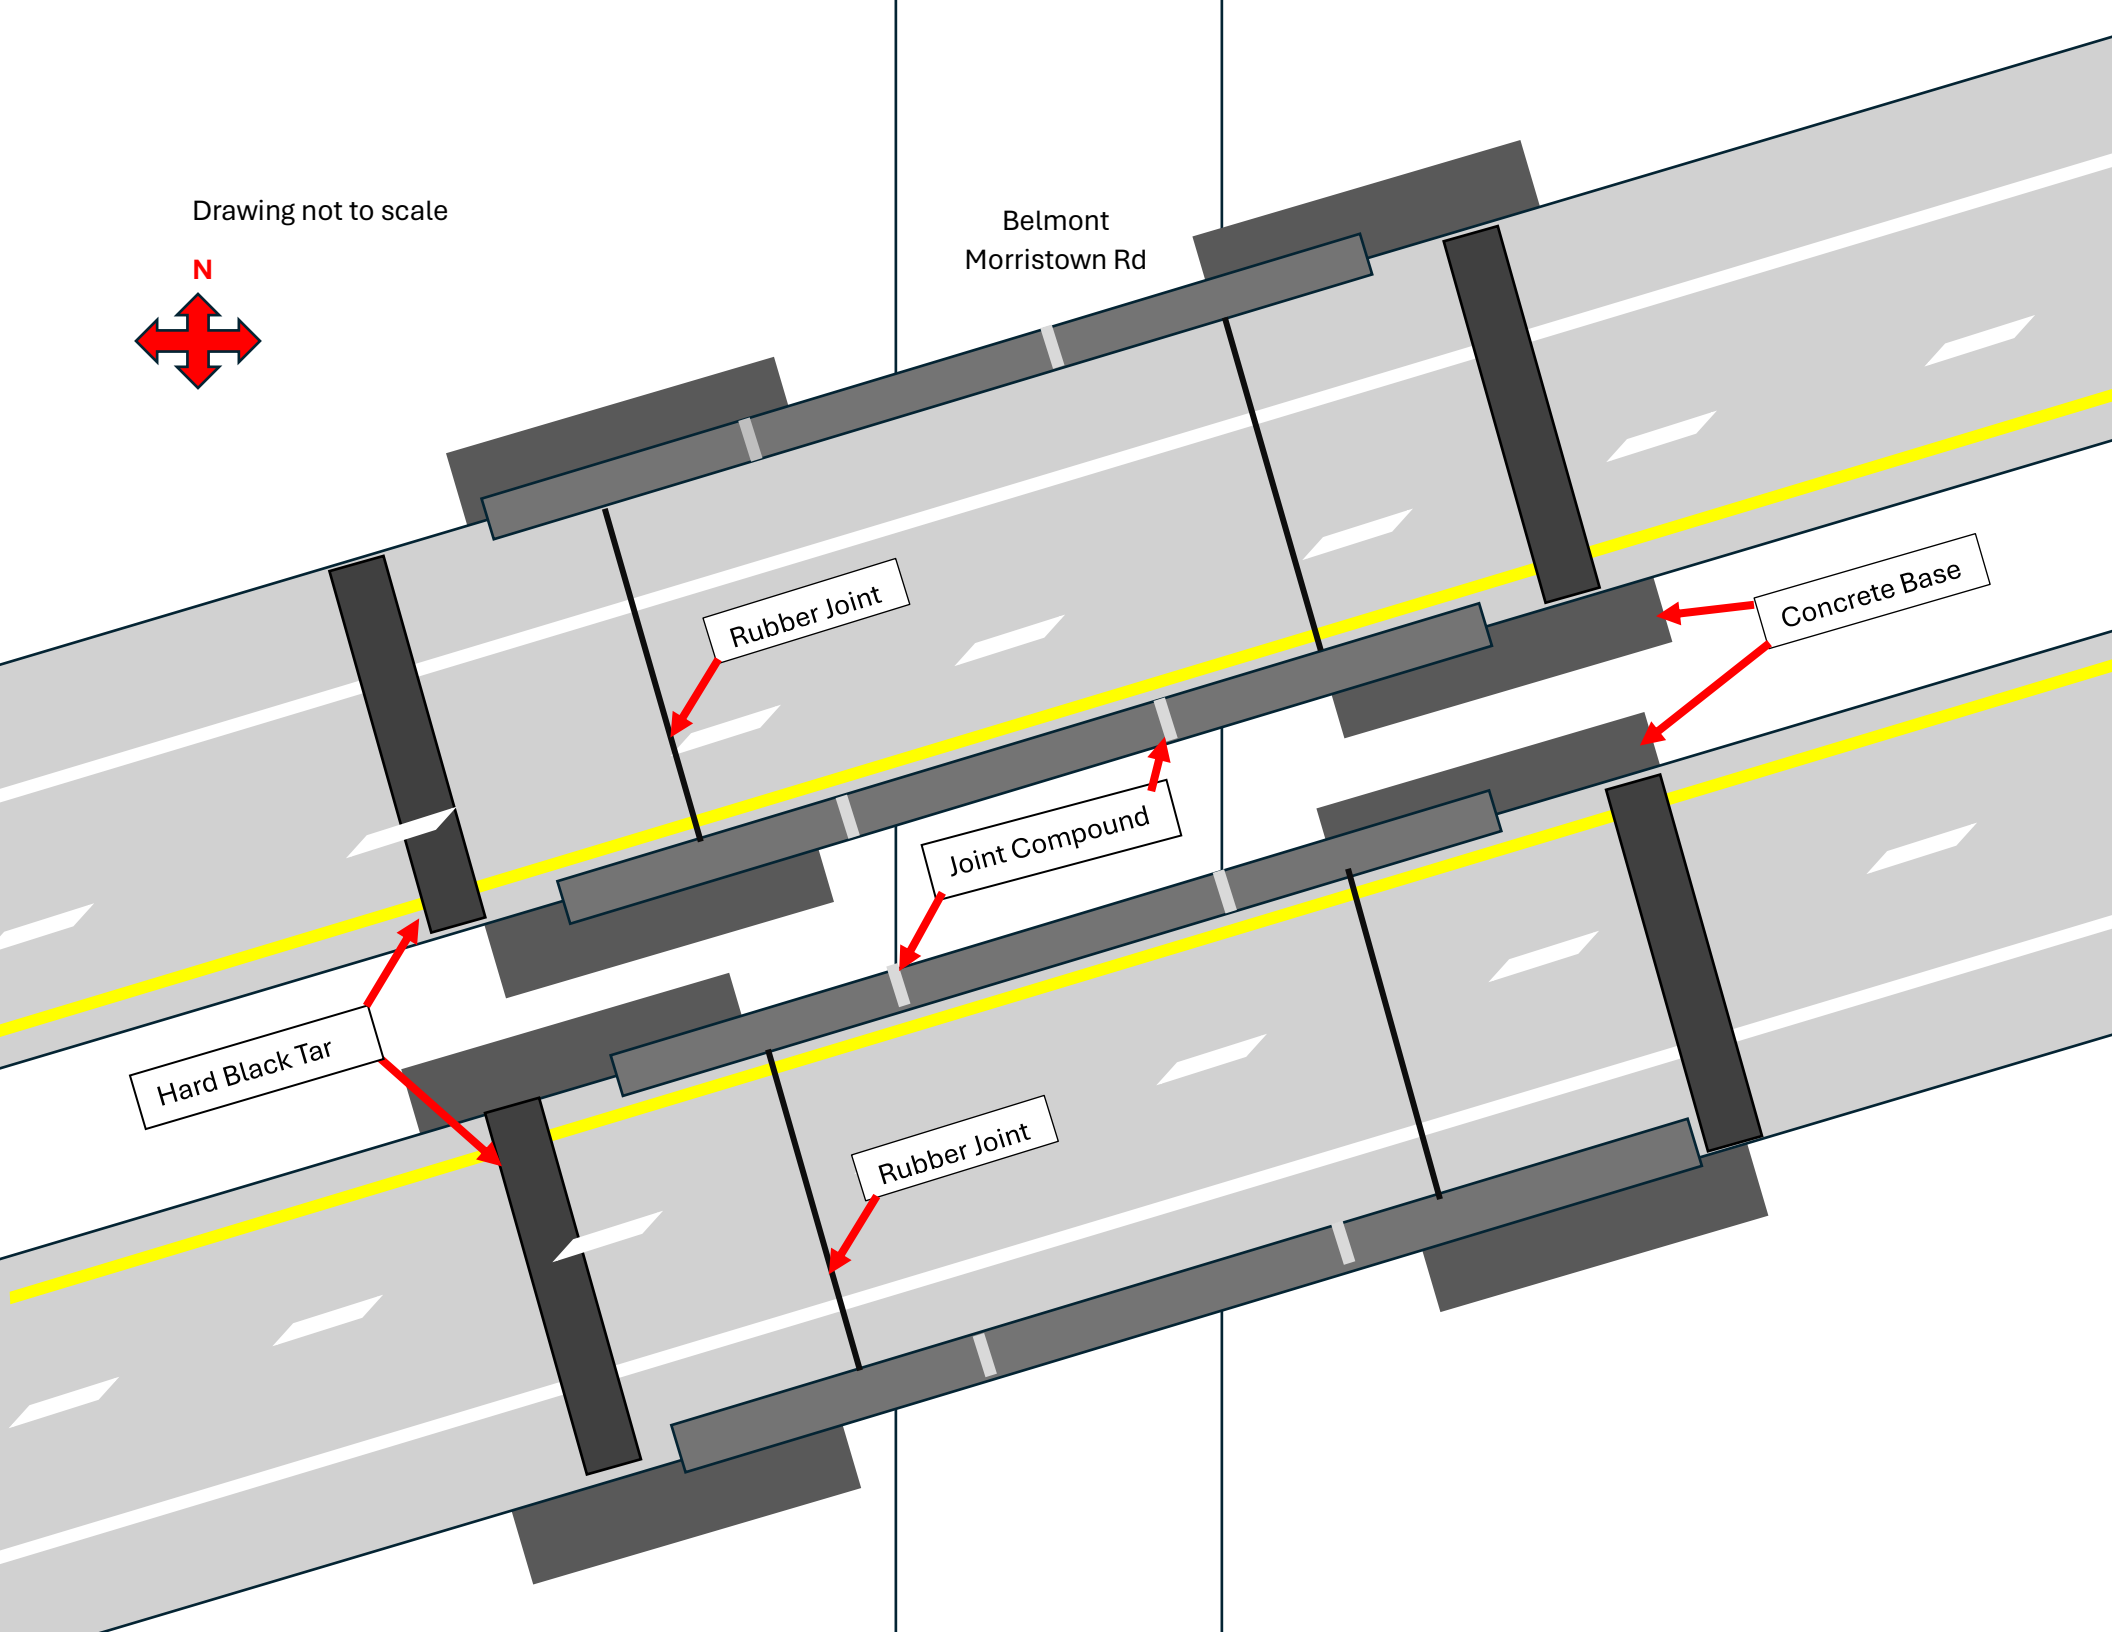 Drawing not to scale
N
Belmont
Morristown Rd
Rubber Joint
Concrete Base
Joint Compound
Hard Black Tar
Rubber Joint